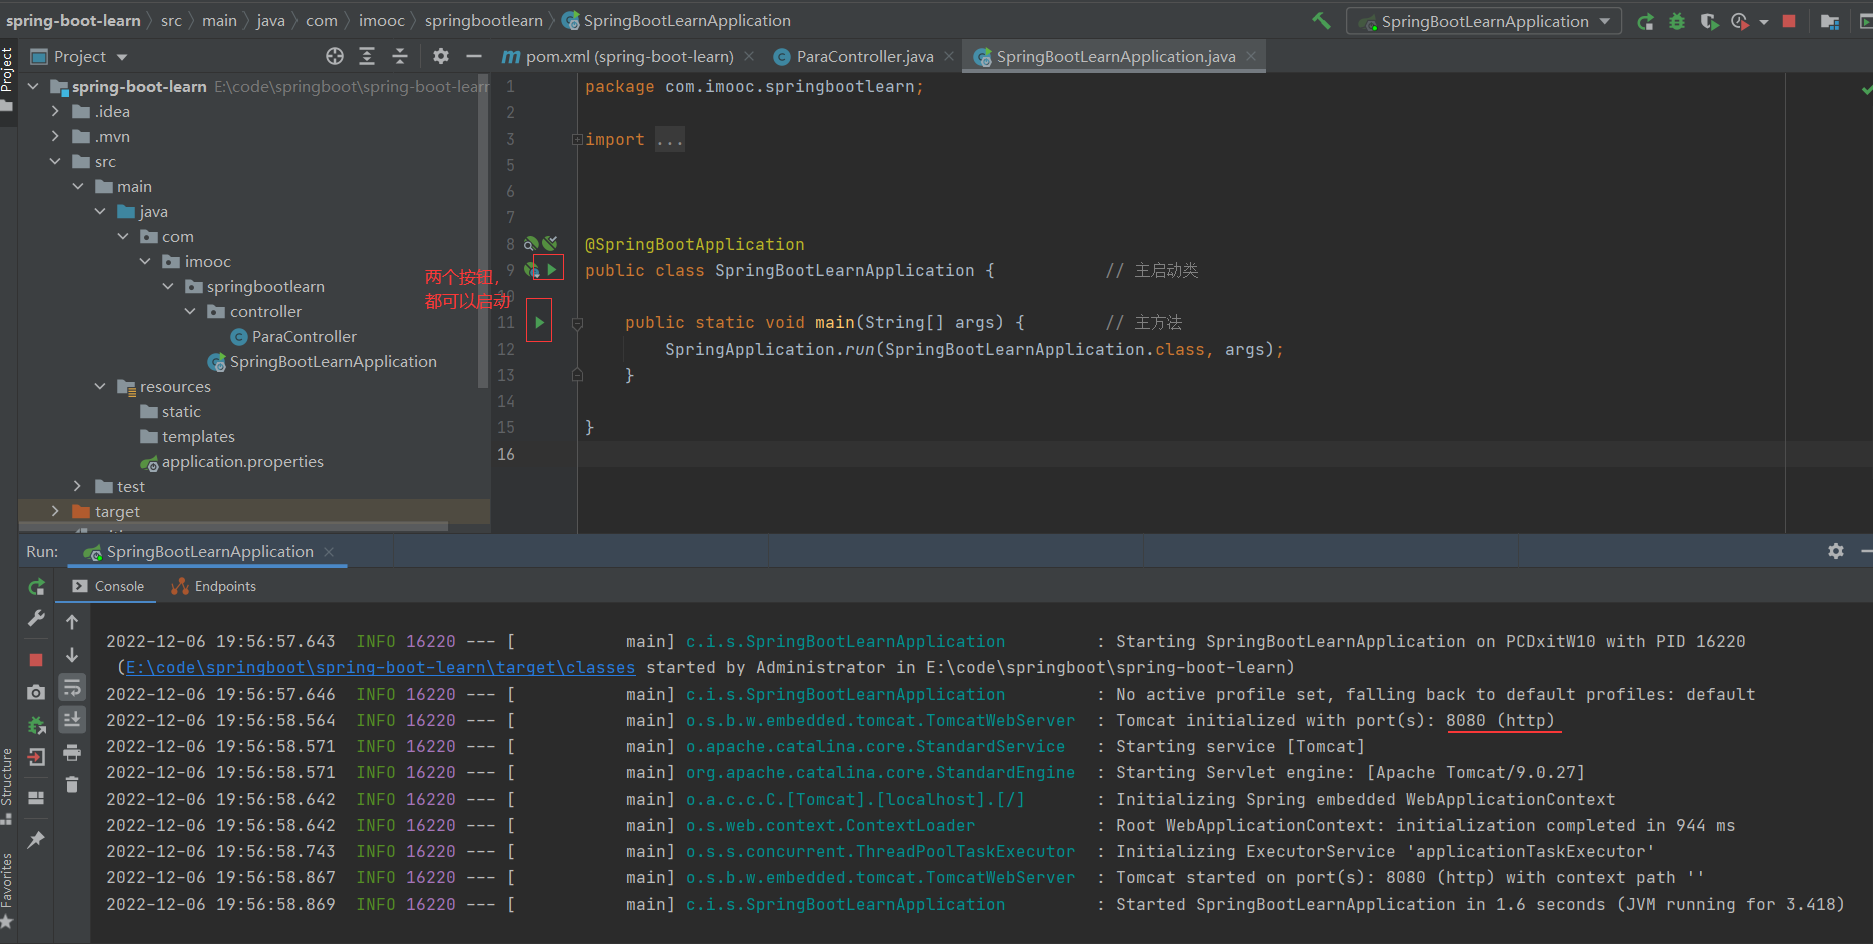 spring-boot-learn src main java com imooc springbootlearn SpringBootLearnApplication
SpringBootLearnApplication
Project
Project
pom.xml (spring-boot-learn)
ParaController.java
SpringBootLearnApplication.java
spring-boot-learn E:\code\springboot\spring-boot-learn
.idea
.mvn
src
main
java
com
imooc
springbootlearn
controller
ParaController
SpringBootLearnApplication
resources
static
templates
application.properties
test
target
两个按钮,
都可以启动
1 package com.imooc.springbootlearn;
2
3 import ...
5
6
7
8 @SpringBootApplication
9 public class SpringBootLearnApplication { // 主启动类
10
11 public static void main(String[] args) { // 主方法
12 SpringApplication.run(SpringBootLearnApplication.class, args);
13 }
14
15 }
16
Run: SpringBootLearnApplication
Console Endpoints
2022-12-06 19:56:57.643 INFO 16220 --- [ main] c.i.s.SpringBootLearnApplication : Starting SpringBootLearnApplication on PCDxitW10 with PID 16220
(E:\code\springboot\spring-boot-learn\target\classes started by Administrator in E:\code\springboot\spring-boot-learn)
2022-12-06 19:56:57.646 INFO 16220 --- [ main] c.i.s.SpringBootLearnApplication : No active profile set, falling back to default profiles: default
2022-12-06 19:56:58.564 INFO 16220 --- [ main] o.s.b.w.embedded.tomcat.TomcatWebServer : Tomcat initialized with port(s): 8080 (http)
2022-12-06 19:56:58.571 INFO 16220 --- [ main] o.apache.catalina.core.StandardService : Starting service [Tomcat]
2022-12-06 19:56:58.571 INFO 16220 --- [ main] org.apache.catalina.core.StandardEngine : Starting Servlet engine: [Apache Tomcat/9.0.27]
2022-12-06 19:56:58.642 INFO 16220 --- [ main] o.a.c.c.C.[Tomcat].[localhost].[/] : Initializing Spring embedded WebApplicationContext
2022-12-06 19:56:58.642 INFO 16220 --- [ main] o.s.web.context.ContextLoader : Root WebApplicationContext: initialization completed in 944 ms
2022-12-06 19:56:58.743 INFO 16220 --- [ main] o.s.s.concurrent.ThreadPoolTaskExecutor : Initializing ExecutorService 'applicationTaskExecutor'
2022-12-06 19:56:58.867 INFO 16220 --- [ main] o.s.b.w.embedded.tomcat.TomcatWebServer : Tomcat started on port(s): 8080 (http) with context path ''
2022-12-06 19:56:58.869 INFO 16220 --- [ main] c.i.s.SpringBootLearnApplication : Started SpringBootLearnApplication in 1.6 seconds (JVM running for 3.418)
Structure
Favorites